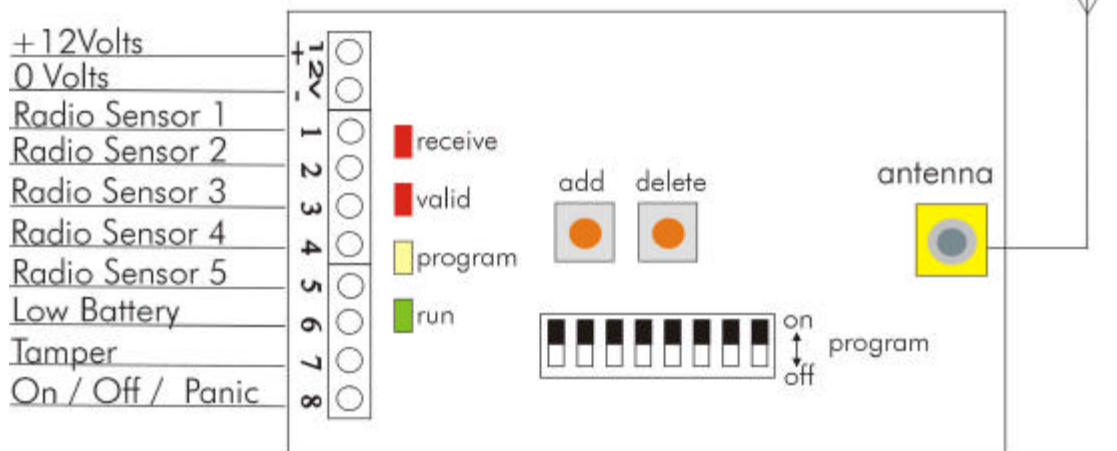 +12Volts
0 Volts
Radio Sensor 1
Radio Sensor 2
Radio Sensor 3
Radio Sensor 4
Radio Sensor 5
Low Battery
Tamper
On / Off / Panic
+ 12V -
1
2
3
4
5
6
7
8
receive
valid
program
run
add delete
on
off
program
antenna